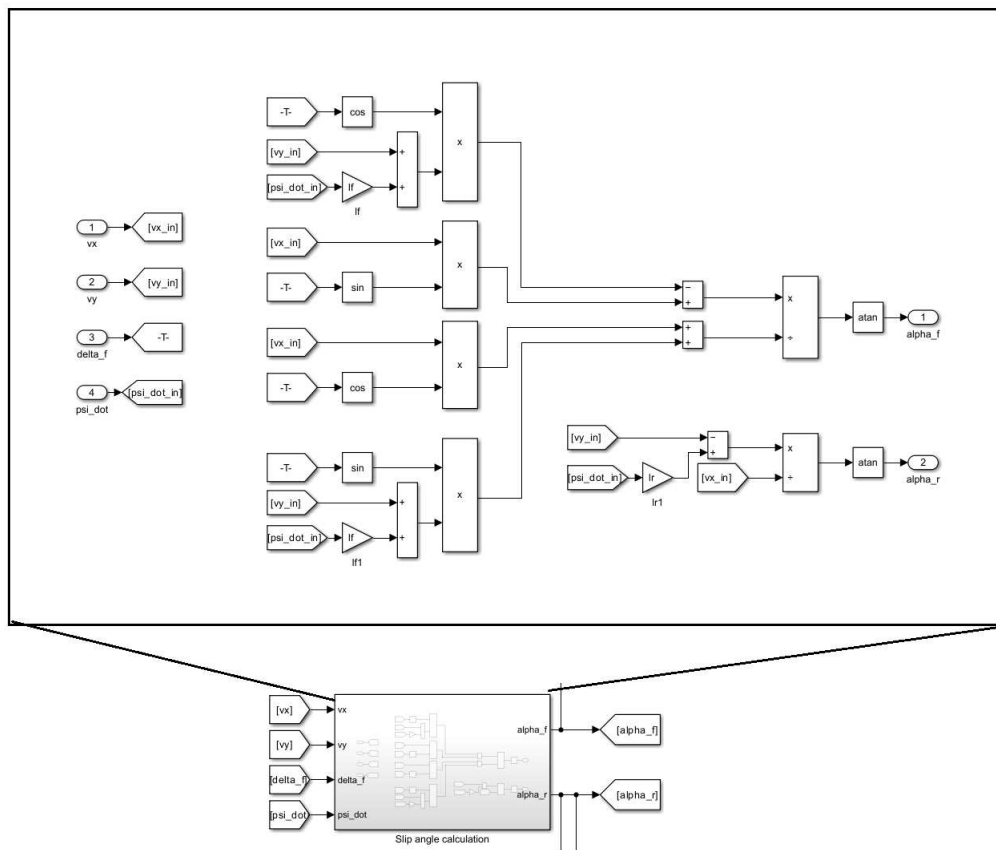 -T-
cos
[vy_in]
+
[psi_dot_in]
lf
+
x
lf
1
vx
[vx_in]
2
vy
[vy_in]
3
delta_f
-T-
4
psi_dot
[psi_dot_in]
[vx_in]
-T-
sin
x
[vx_in]
-T-
cos
x
-T-
sin
[vy_in]
+
[psi_dot_in]
lf
+
x
lf1
−
+
+
+
x
÷
atan
1
alpha_f
[vy_in]
−
+
[psi_dot_in]
lr
lr1
[vx_in]
x
÷
atan
2
alpha_r
[vx]
vx
[vy]
vy
[delta_f]
delta_f
[psi_dot
psi_dot
alpha_f
[alpha_f]
alpha_r
[alpha_r]
Slip angle calculation